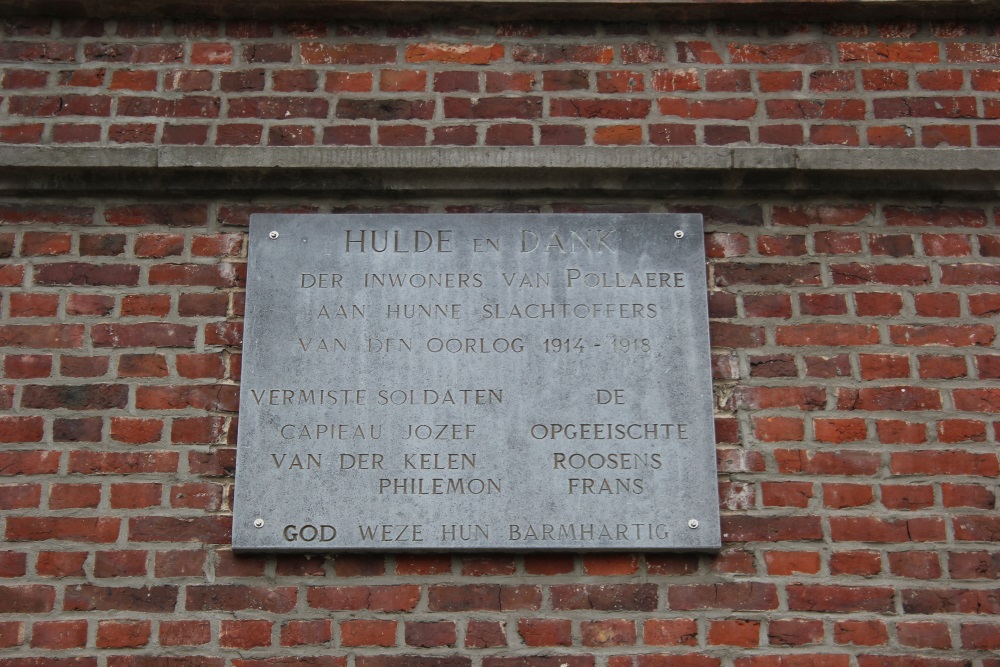 HULDE EN DANK
DER INWONERS VAN POLLAERE
AAN HUNNE SLACHTOFFERS
VAN DEN OORLOG 1914-1918
VERMISTE SOLDATEN
CAPIEAU JOZEF
VAN DER KELEN
PHILEMON
DE
OPGEEISCHTE
ROOSENS
FRANS
GOD WEZE HUN BARMHARTIG